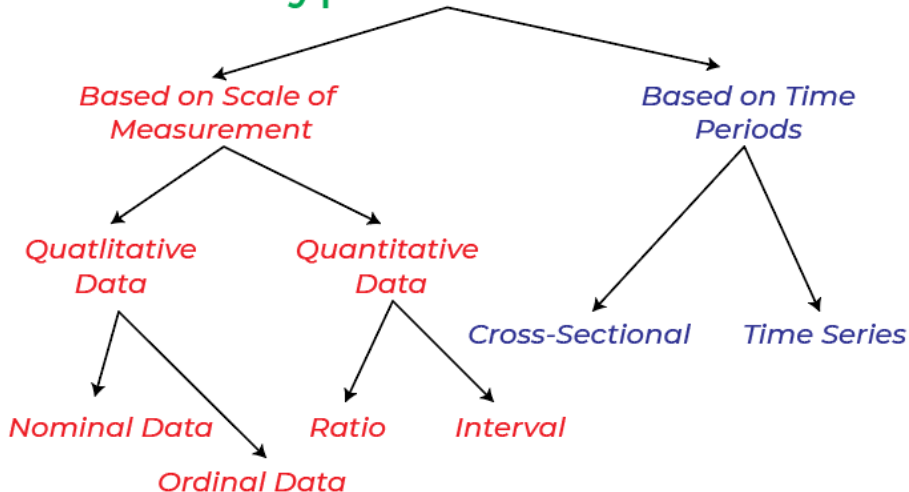 Based on Scale of
Measurement
Based on Time
Periods
Quatlitative
Data
Quantitative
Data
Cross-Sectional
Time Series
Nominal Data
Ratio
Interval
Ordinal Data